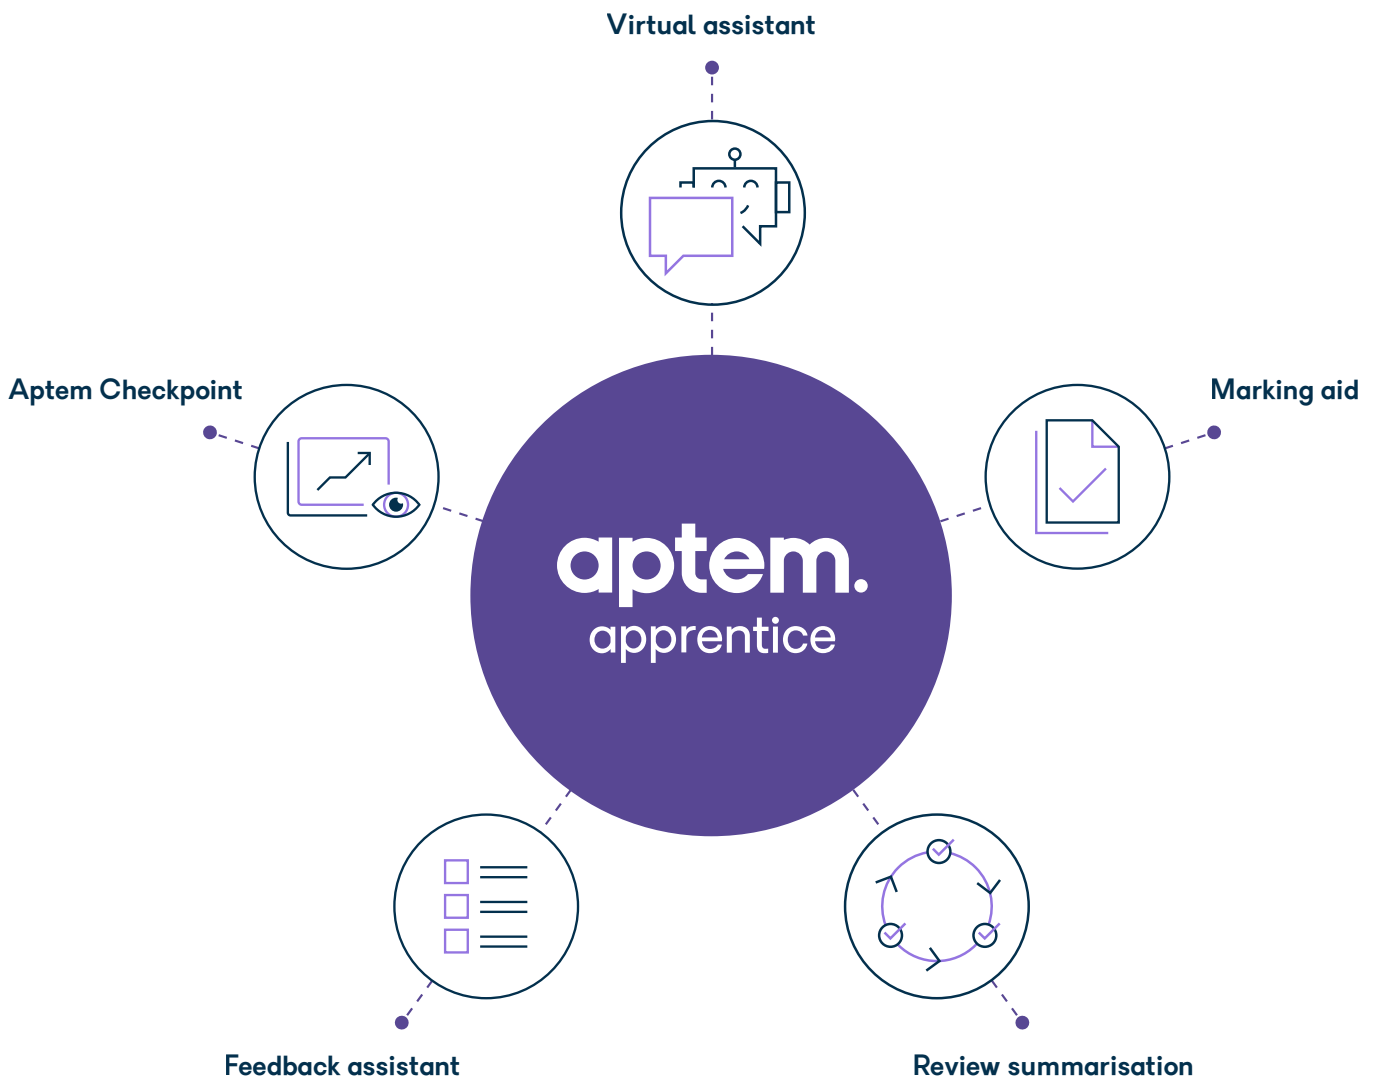 Virtual assistant
Aptem Checkpoint
Marking aid
aptem.
apprentice
Feedback assistant
Review summarisation